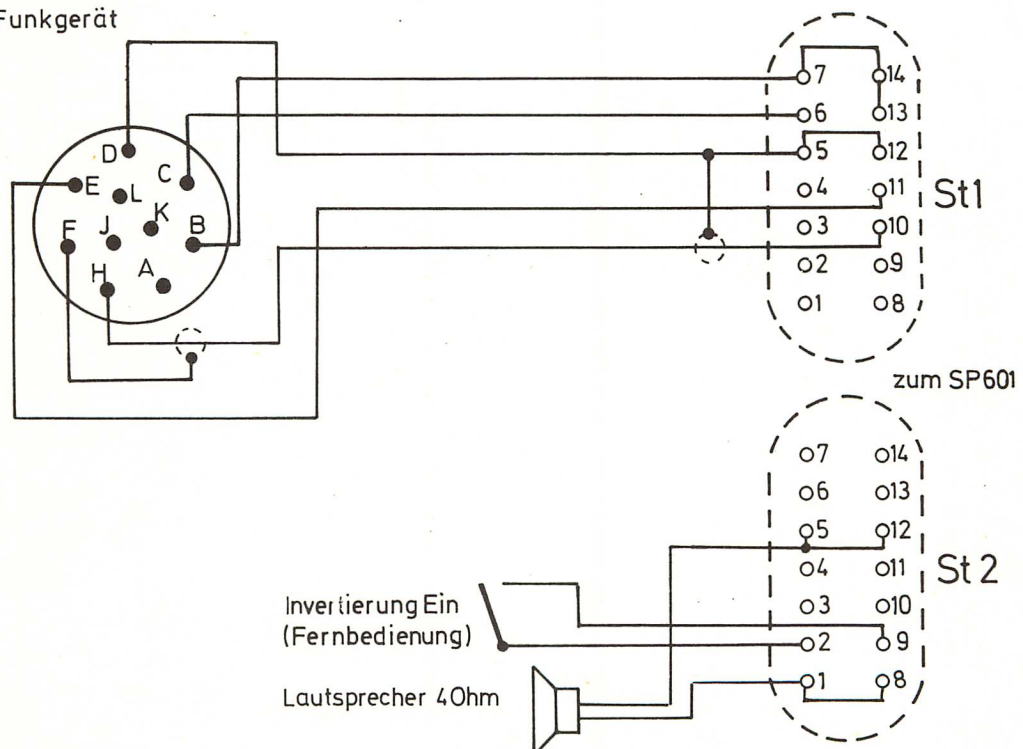 Funkgerät
D
E
L
C
F
J
K
B
H
A
7 14
6 13
5 12
4 11
3 10
2 9
1 8
St1
zum SP601
7 14
6 13
5 12
4 11
3 10
2 9
1 8
St 2
Invertierung Ein
(Fernbedienung)
Lautsprecher 4Ohm